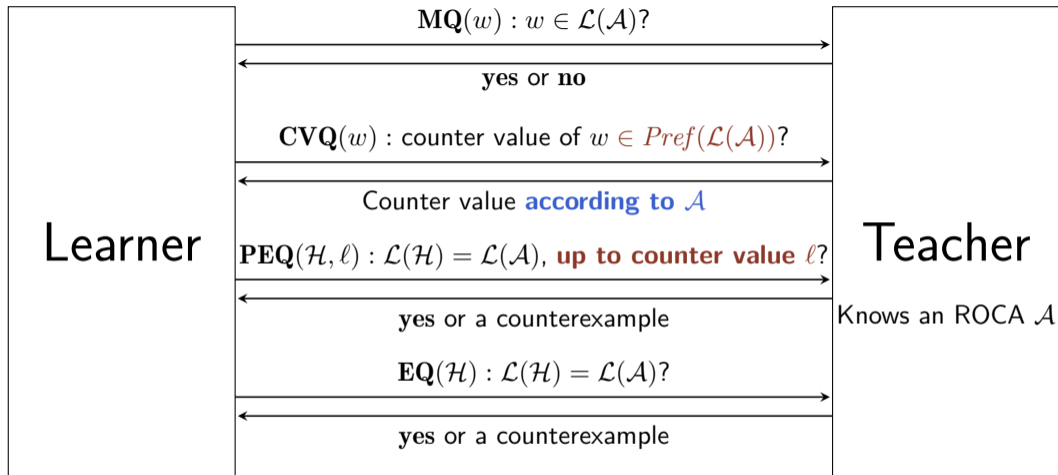 MQ(w) : w ∈ L(A)?
yes or no
CVQ(w) : counter value of w ∈ Pref(L(A))?
Counter value according to A
Learner
PEQ(H, ℓ) : L(H) = L(A), up to counter value ℓ?
Teacher
yes or a counterexample
Knows an ROCA A
EQ(H) : L(H) = L(A)?
yes or a counterexample